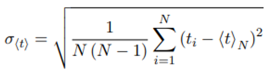 σ⟨t⟩ = √( 1 / (N (N − 1)) ∑_{i=1}^{N} (t_i − ⟨t⟩_N)² )